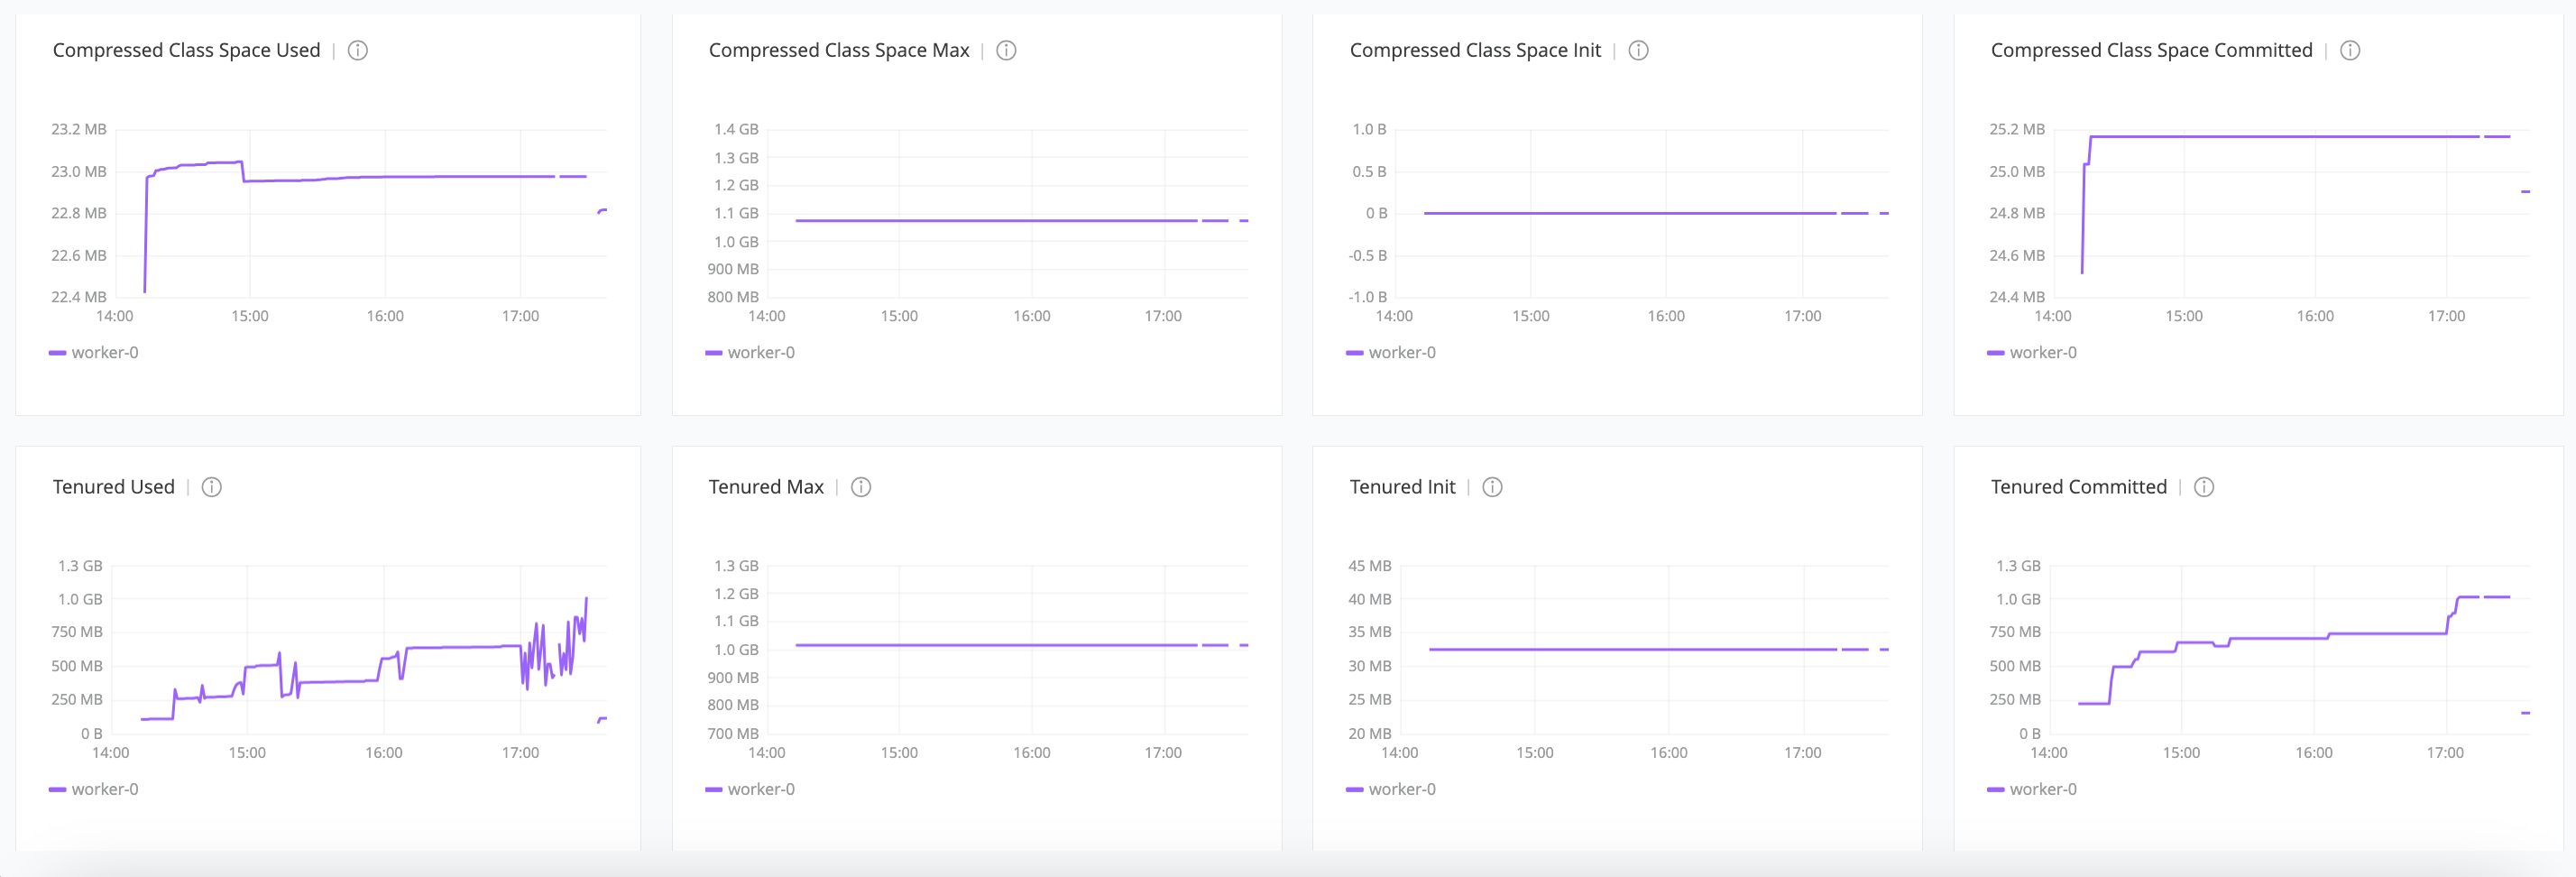 Compressed Class Space Used
23.2 MB
23.0 MB
22.8 MB
22.6 MB
22.4 MB
14:00 15:00 16:00 17:00
worker-0
Compressed Class Space Max
1.4 GB
1.3 GB
1.2 GB
1.1 GB
1.0 GB
900 MB
800 MB
14:00 15:00 16:00 17:00
worker-0
Compressed Class Space Init
1.0 B
0.5 B
0 B
-0.5 B
-1.0 B
14:00 15:00 16:00 17:00
worker-0
Compressed Class Space Committed
25.2 MB
25.0 MB
24.8 MB
24.6 MB
24.4 MB
14:00 15:00 16:00 17:00
worker-0
Tenured Used
1.3 GB
1.0 GB
750 MB
500 MB
250 MB
0 B
14:00 15:00 16:00 17:00
worker-0
Tenured Max
1.3 GB
1.2 GB
1.1 GB
1.0 GB
900 MB
800 MB
700 MB
14:00 15:00 16:00 17:00
worker-0
Tenured Init
45 MB
40 MB
35 MB
30 MB
25 MB
20 MB
14:00 15:00 16:00 17:00
worker-0
Tenured Committed
1.3 GB
1.0 GB
750 MB
500 MB
250 MB
0 B
14:00 15:00 16:00 17:00
worker-0